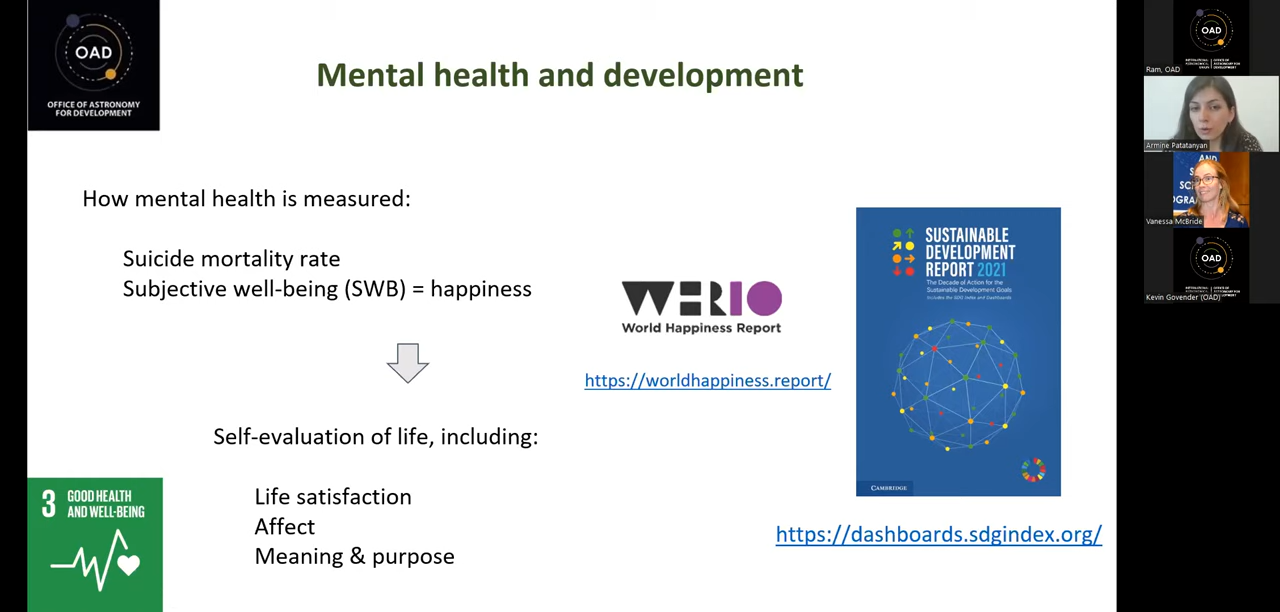 OAD
OFFICE OF ASTRONOMY
FOR DEVELOPMENT
Mental health and development
How mental health is measured:
Suicide mortality rate
Subjective well-being (SWB) = happiness
Self-evaluation of life, including:
Life satisfaction
Affect
Meaning & purpose
3 GOOD HEALTH
AND WELL-BEING
WHR10
World Happiness Report
https://worldhappiness.report/
SUSTAINABLE
DEVELOPMENT
REPORT 2021
The Decade of Action for the
Sustainable Development Goals
Includes the SDG Index and Dashboards
CAMBRIDGE
https://dashboards.sdgindex.org/
OAD
Ram, OAD
Armine Patatanyan
AND
Vanessa McBride
OAD
Kevin Govender (OAD)